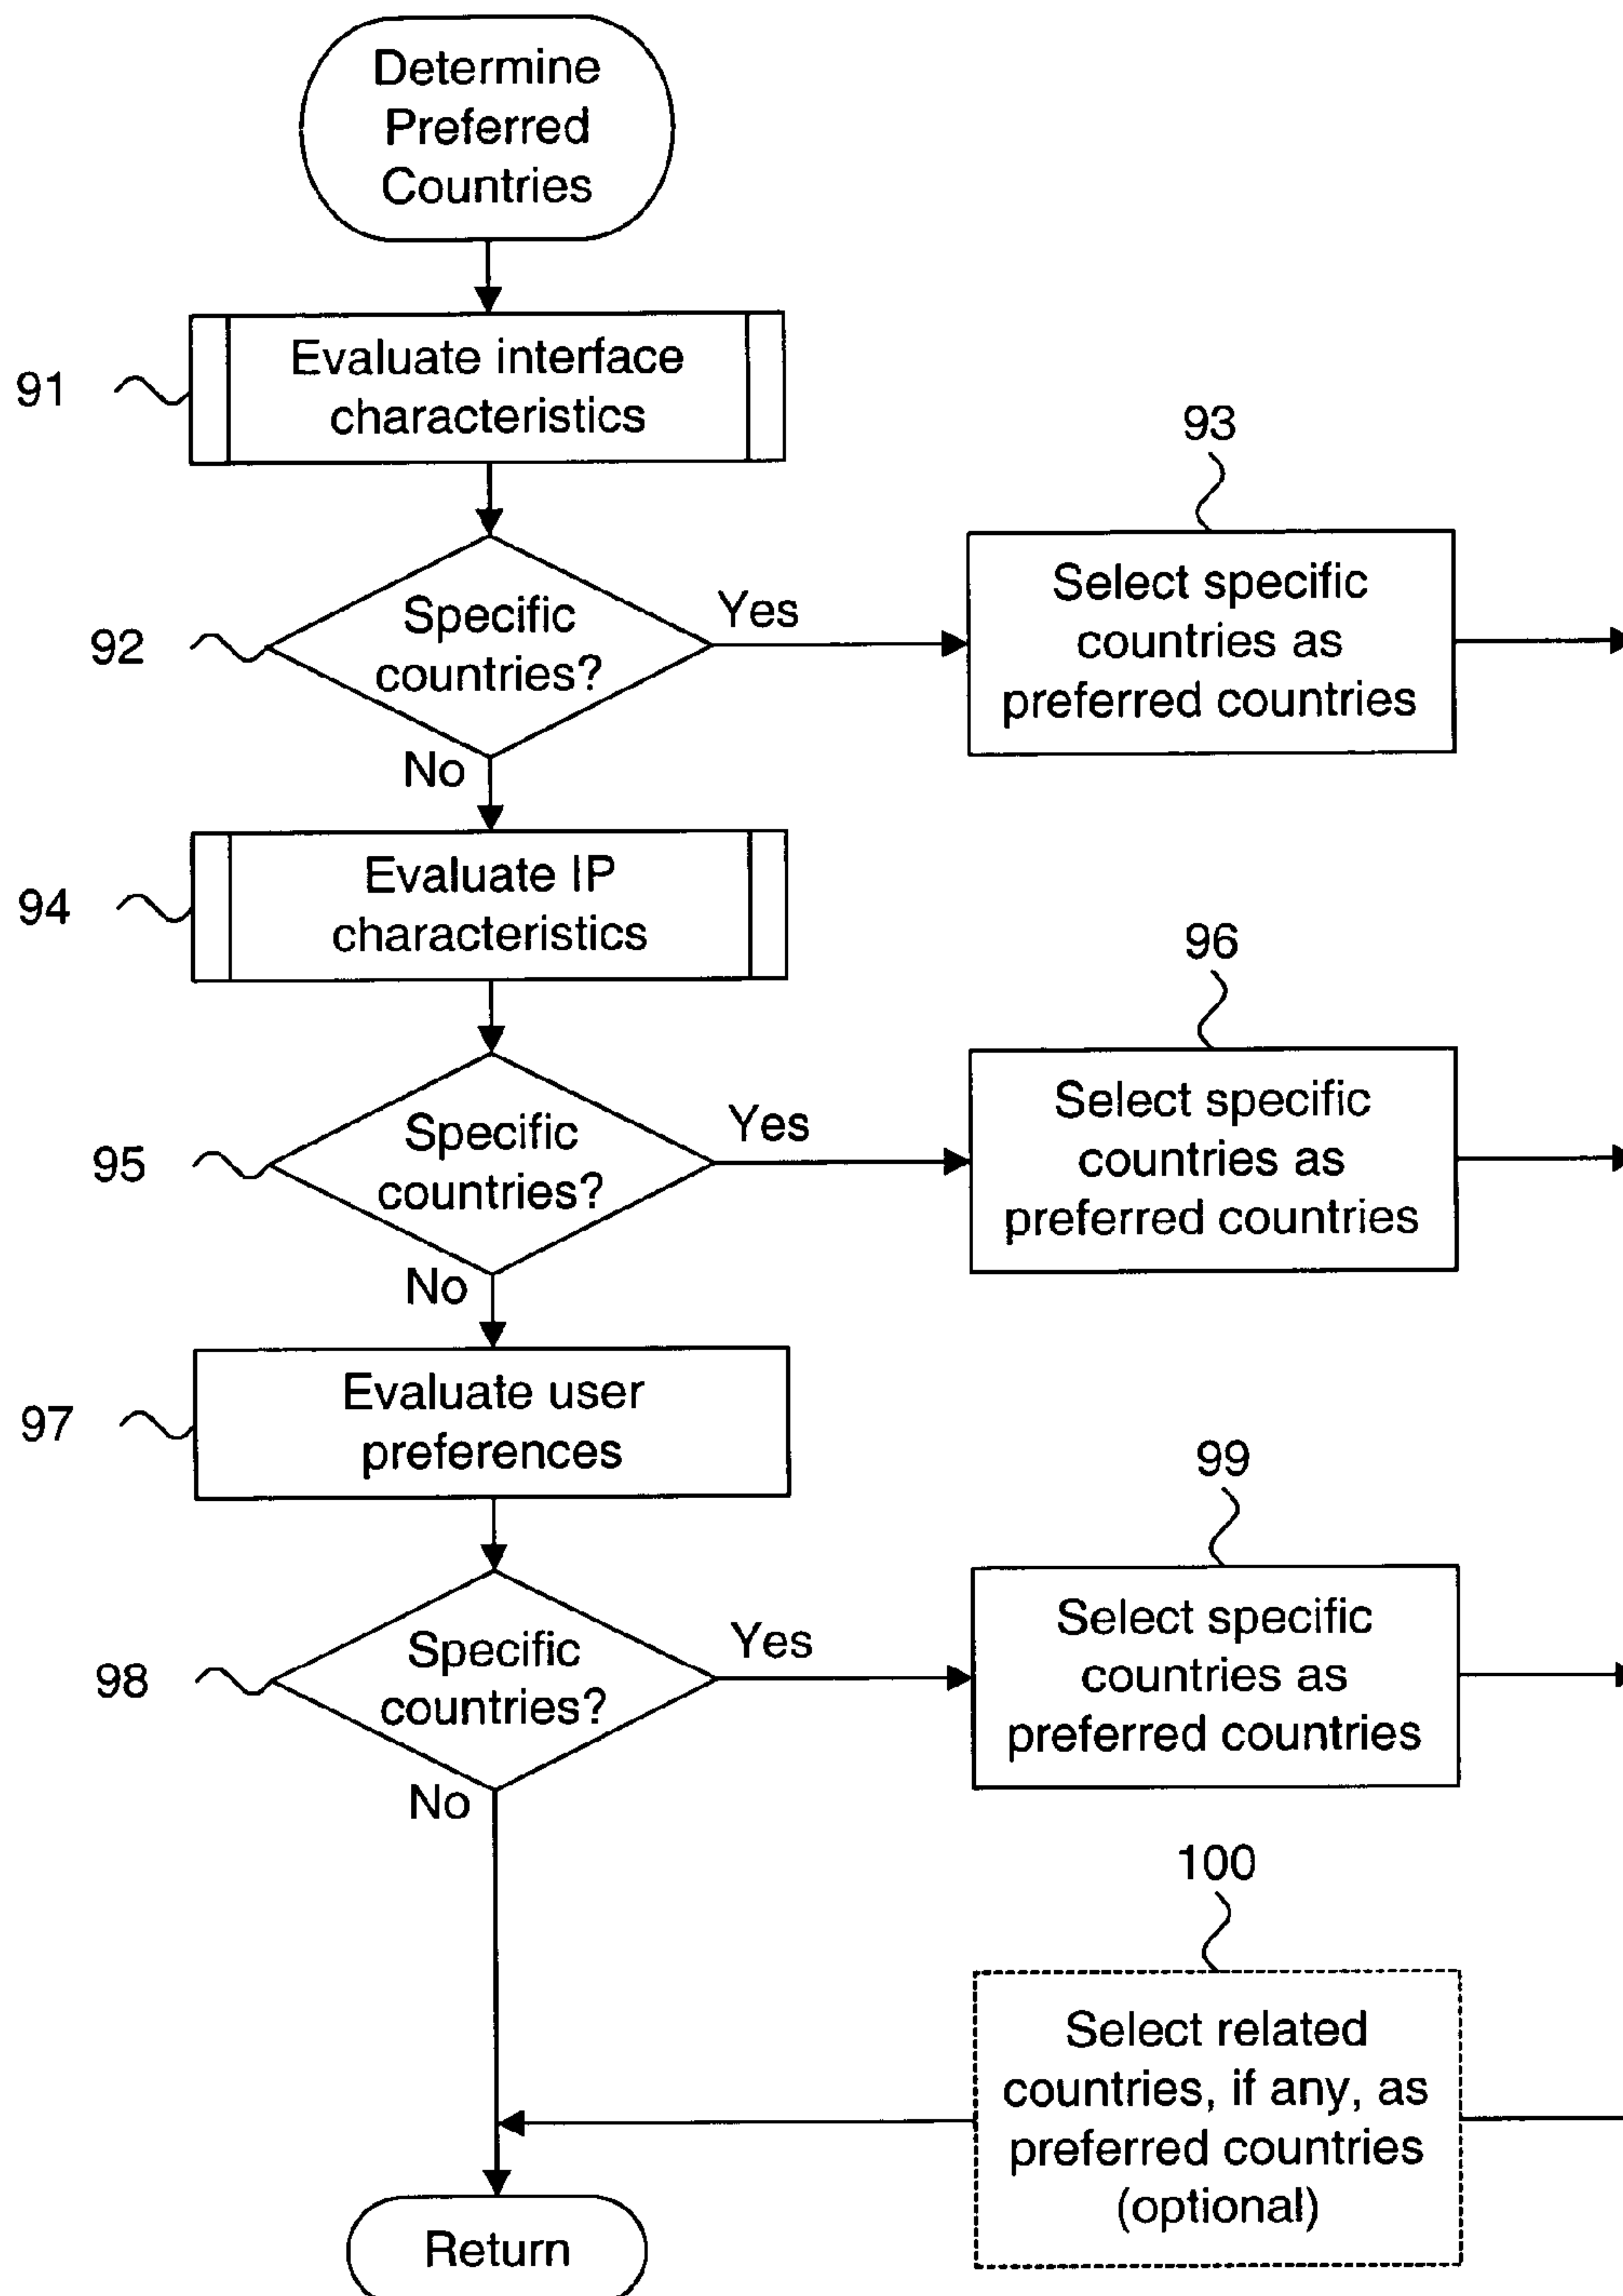 Determine
Preferred
Countries
91
Evaluate interface
characteristics
93
92
Specific
countries?
Yes
Select specific
countries as
preferred countries
No
94
Evaluate IP
characteristics
96
95
Specific
countries?
Yes
Select specific
countries as
preferred countries
No
97
Evaluate user
preferences
99
98
Specific
countries?
Yes
Select specific
countries as
preferred countries
No
100
Select related
countries, if any, as
preferred countries
(optional)
Return